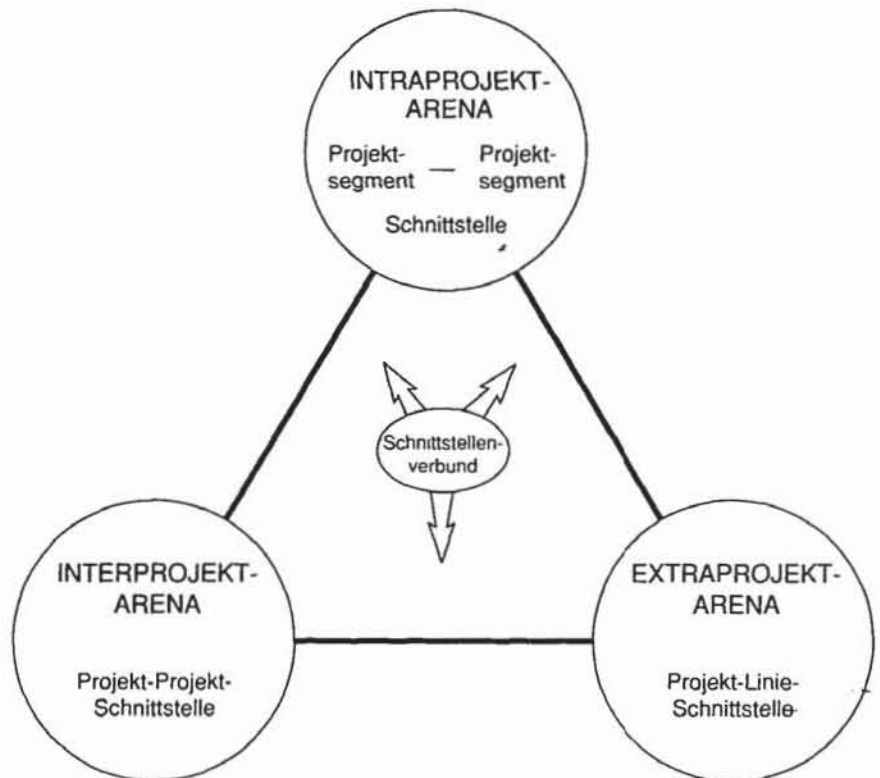 INTRAPROJEKT-
ARENA
Projekt- — Projekt-
segment segment
Schnittstelle
Schnittstellen-
verbund
INTERPROJEKT-
ARENA
Projekt-Projekt-
Schnittstelle
EXTRAPROJEKT-
ARENA
Projekt-Linie-
Schnittstelle